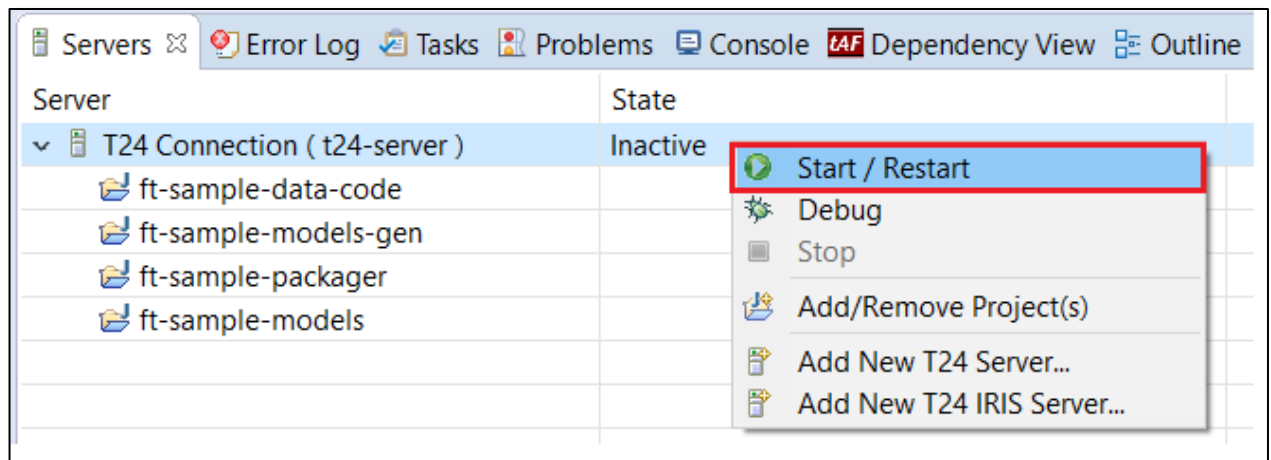 Servers Error Log Tasks Problems Console tAF Dependency View Outline
Server State
T24 Connection ( t24-server ) Inactive
Start / Restart
ft-sample-data-code
Debug
ft-sample-models-gen
Stop
ft-sample-packager
Add/Remove Project(s)
ft-sample-models
Add New T24 Server...
Add New T24 IRIS Server...